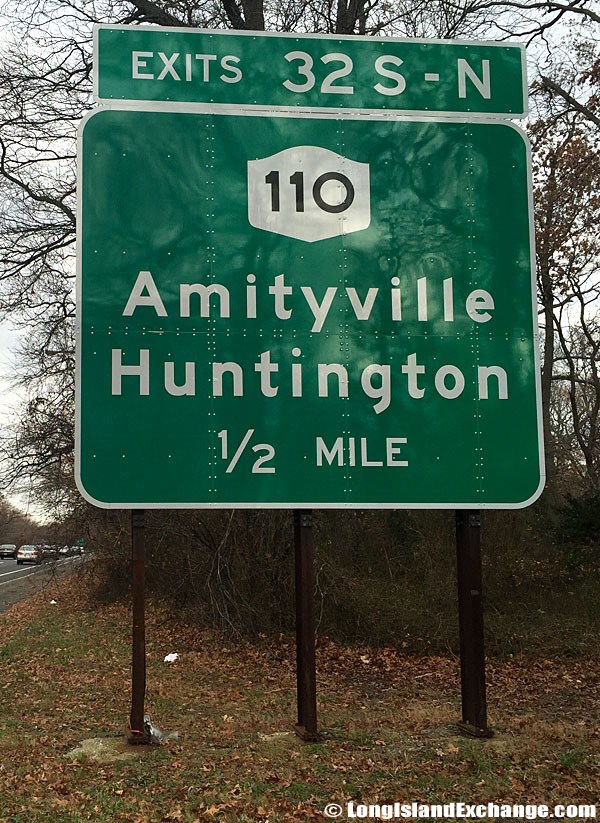 EXITS 32 S - N
110
Amityville
Huntington
1/2 MILE
© LongIslandExchange.com